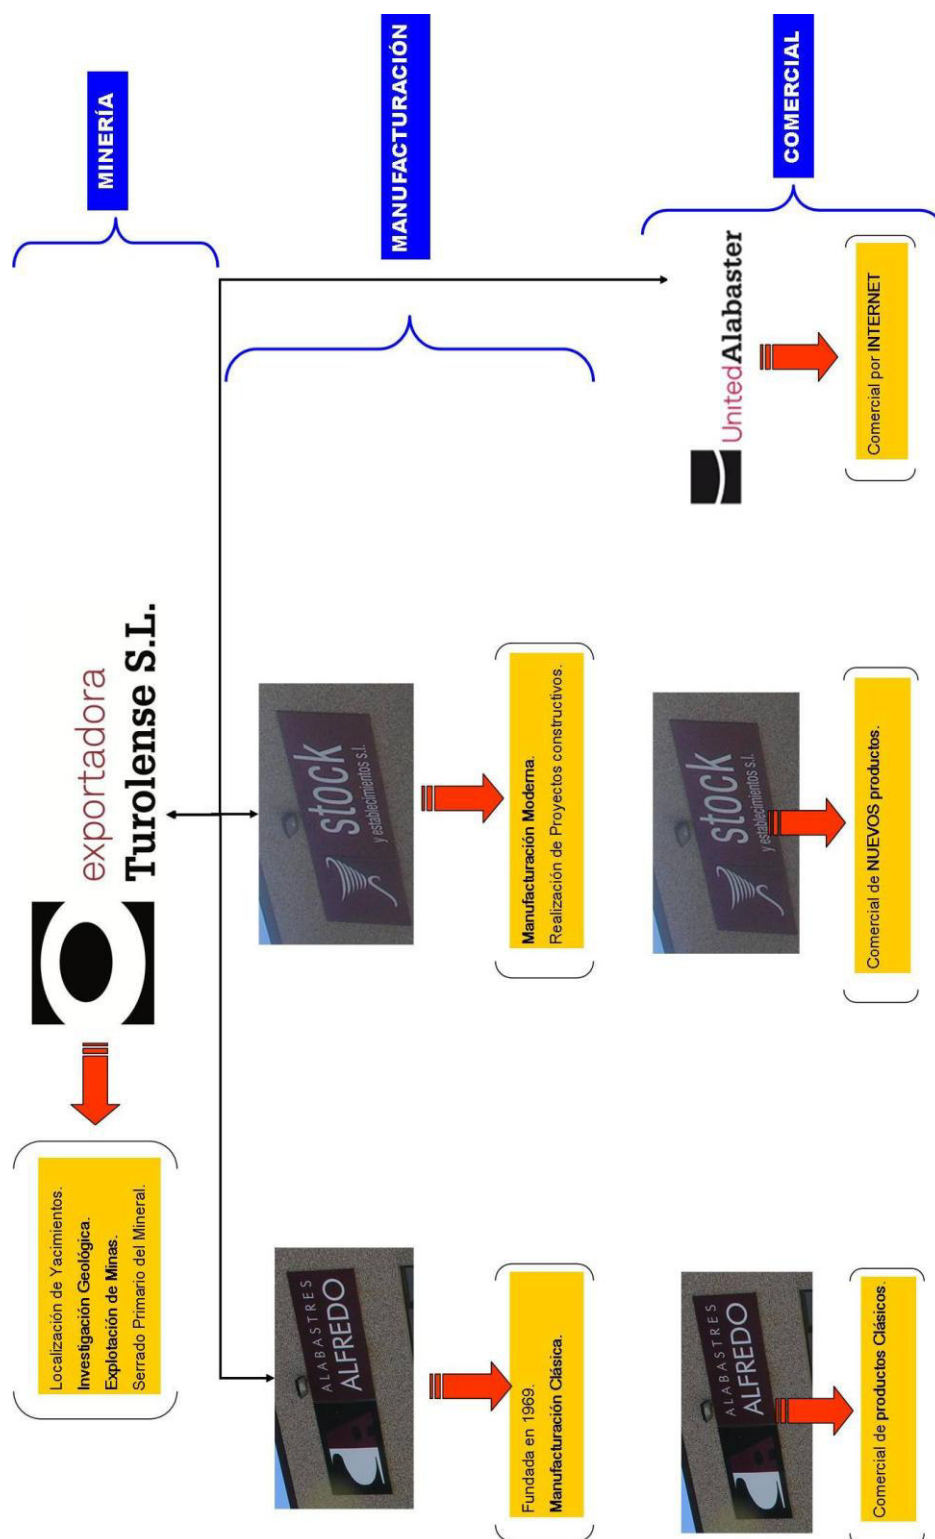 MINERÍA
exportadora
Turolense S.L.
Localización de Yacimientos.
Investigación Geológica.
Explotación de Minas.
Serrado Primario del Mineral.
MANUFACTURACIÓN
ALABASTRES
ALFREDO
Fundada en 1969.
Manufacturación Clásica.
stock
y establecimientos s.l.
Manufacturación Moderna.
Realización de Proyectos constructivos.
COMERCIAL
ALABASTRES
ALFREDO
Comercial de productos Clásicos.
stock
y establecimientos s.l.
Comercial de NUEVOS productos.
UnitedAlabaster
Comercial por INTERNET